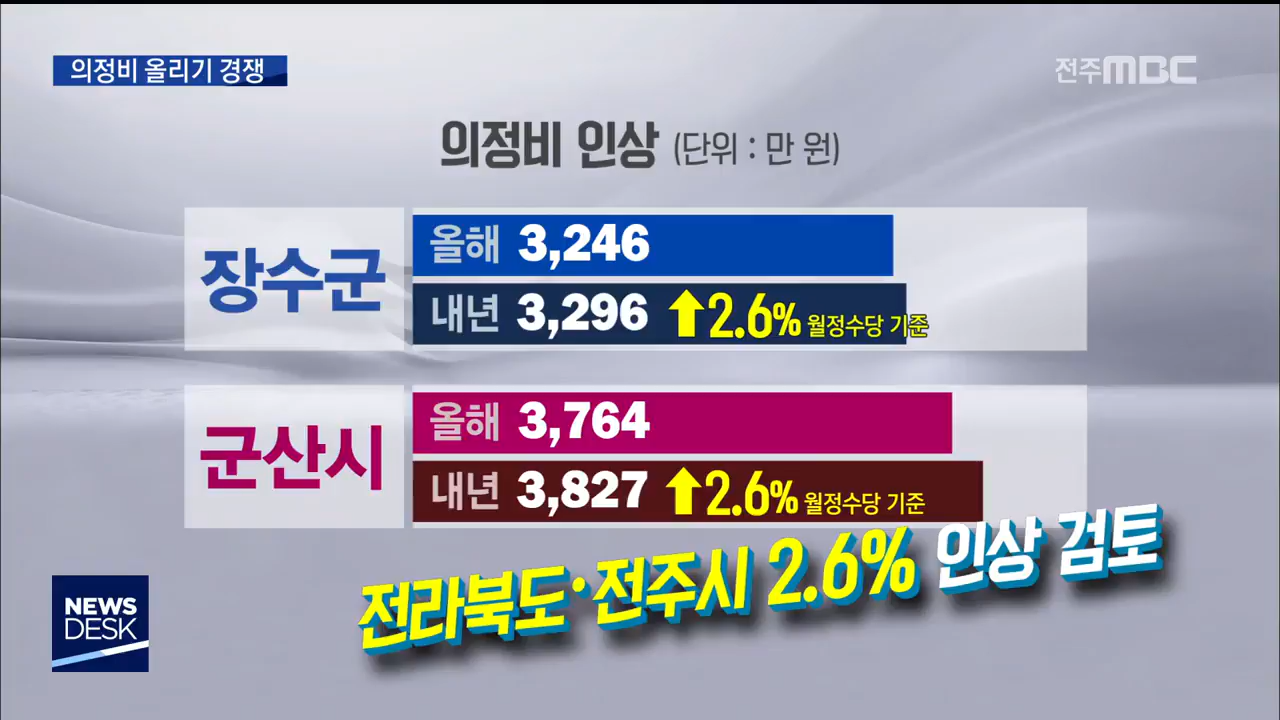 의정비 올리기 경쟁
전주MBC
의정비 인상 (단위 : 만 원)
장수군
올해 3,246
내년 3,296 2.6% 월정수당 기준
군산시
올해 3,764
내년 3,827 2.6% 월정수당 기준
전라북도·전주시 2.6% 인상 검토
NEWS
DESK